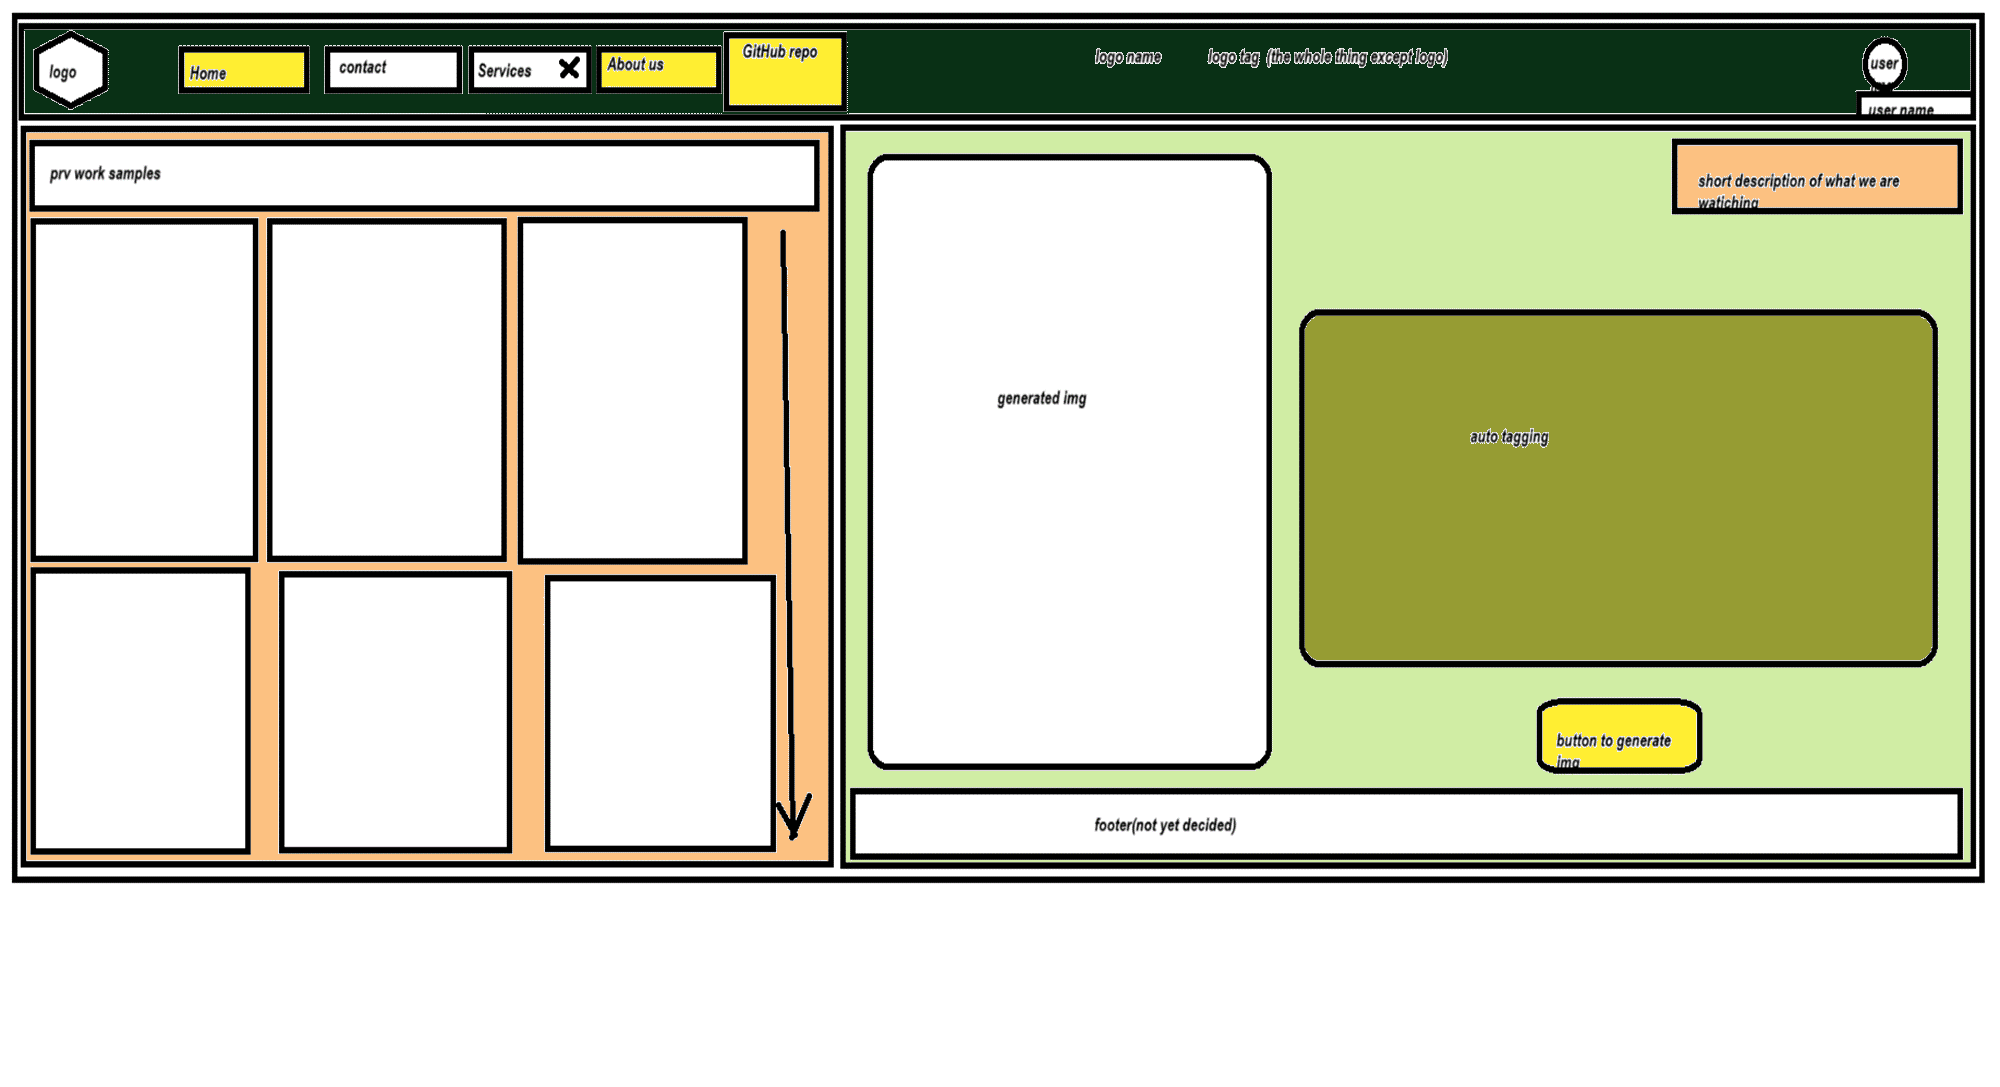 logo
Home
contact
Services
About us
GitHub repo
logo name
logo tag (the whole thing except logo)
user
user name
prv work samples
generated img
short description of what we are
watiching
auto tagging
button to generate
img
footer(not yet decided)